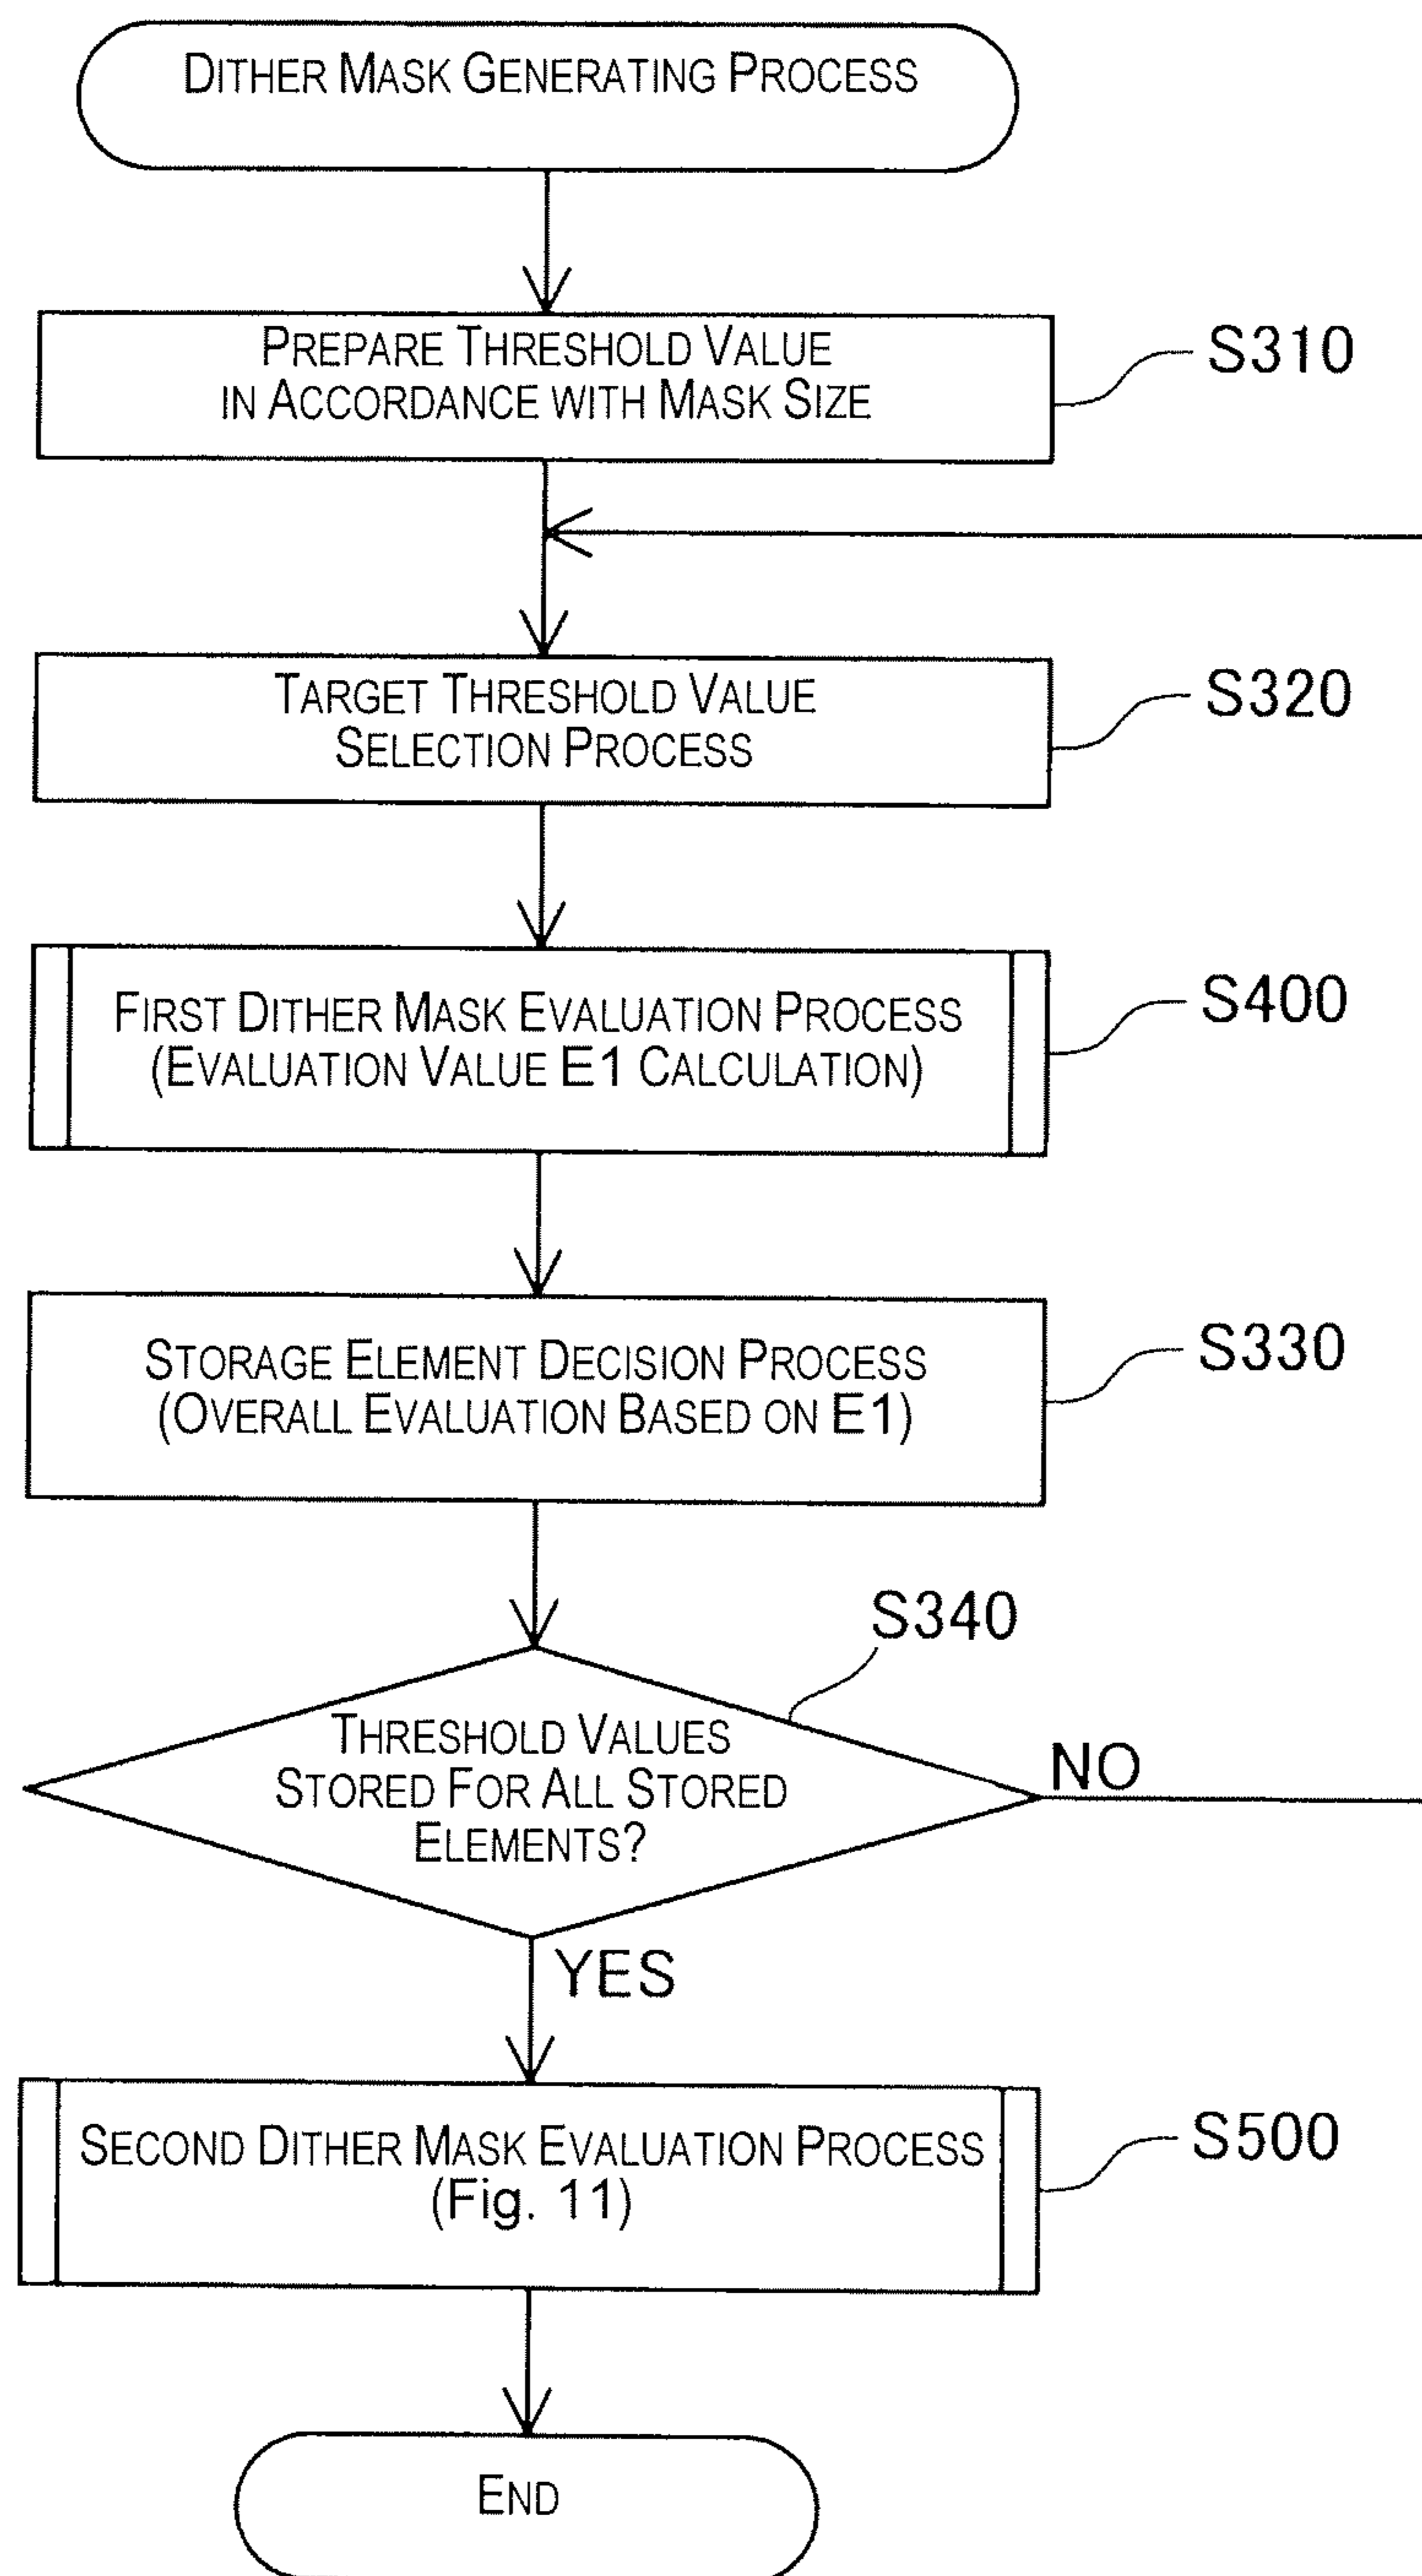 DITHER MASK GENERATING PROCESS
PREPARE THRESHOLD VALUE
IN ACCORDANCE WITH MASK SIZE
S310
TARGET THRESHOLD VALUE
SELECTION PROCESS
S320
FIRST DITHER MASK EVALUATION PROCESS
(EVALUATION VALUE E1 CALCULATION)
S400
STORAGE ELEMENT DECISION PROCESS
(OVERALL EVALUATION BASED ON E1)
S330
S340
THRESHOLD VALUES
STORED FOR ALL STORED
ELEMENTS?
NO
YES
SECOND DITHER MASK EVALUATION PROCESS
(Fig. 11)
S500
END